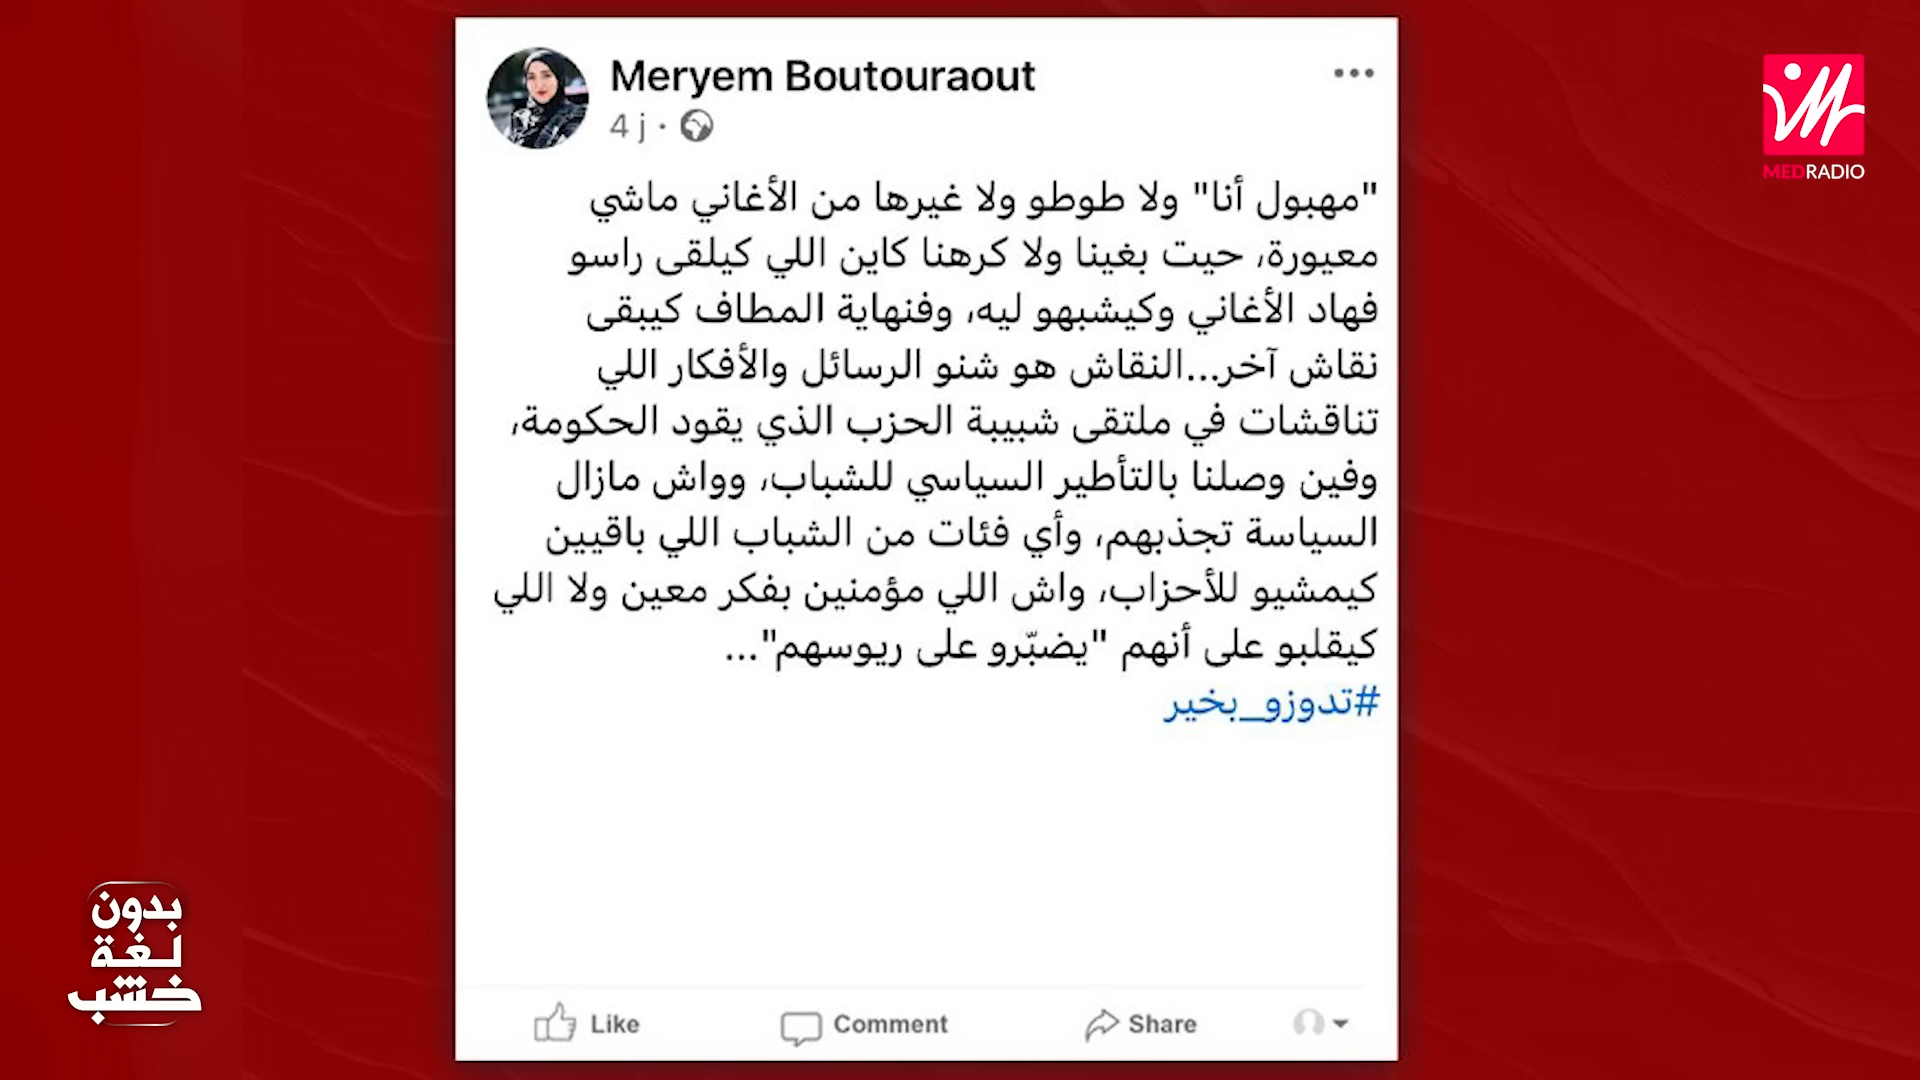 Meryem Boutouraout
4 j ·
"مهبول أنا" ولا طوطو ولا غيرها من الأغاني ماشي
معيورة، حيت بغينا ولا كرهنا كاين اللي كيلقى راسو
فهاد الأغاني وكيشبهو ليه، وفنهاية المطاف كيبقى
نقاش آخر...النقاش هو شنو الرسائل والأفكار اللي
تناقشات في ملتقى شبيبة الحزب الذي يقود الحكومة،
وفين وصلنا بالتأطير السياسي للشباب، وواش مازال
السياسة تجذبهم، وأي فئات من الشباب اللي باقيين
كيمشيو للأحزاب، واش اللي مؤمنين بفكر معين ولا اللي
كيقلبو على أنهم "يضبّرو على ريوسهم"...
#تدوزو_بخير
Like
Comment
Share
MEDRADIO
بدون
لغة
خشب